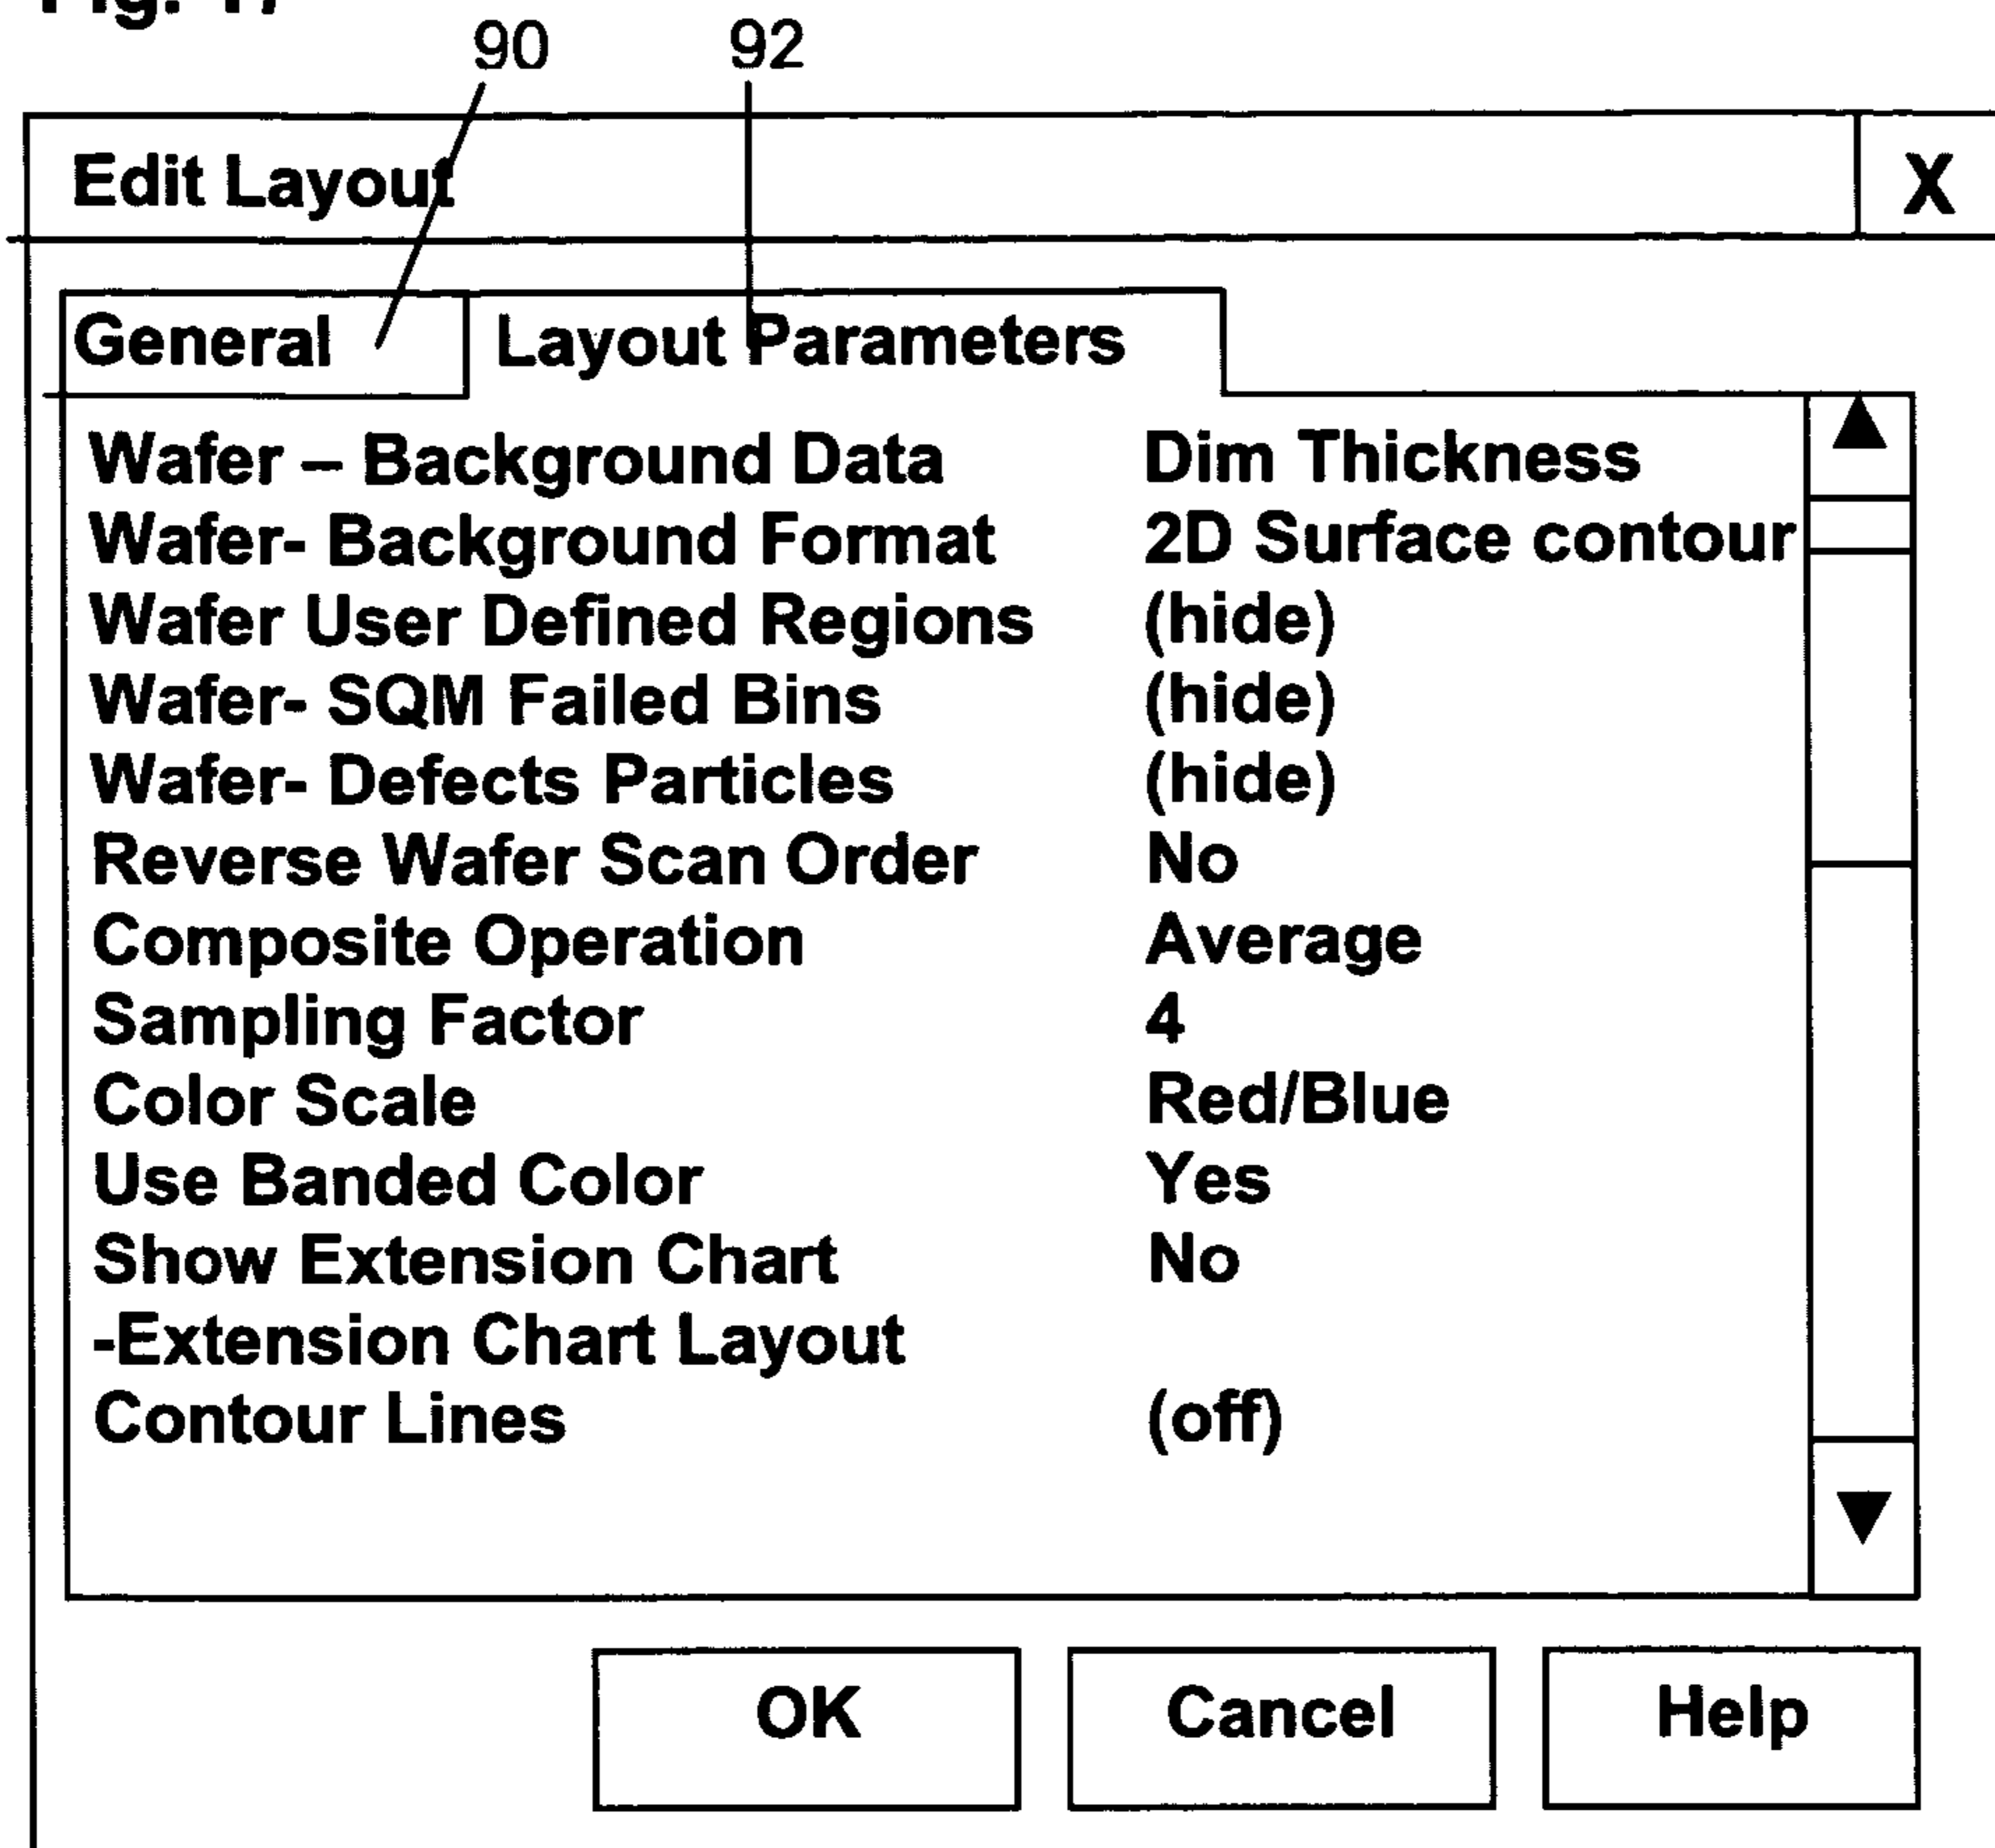 Fig. 17
90 92
Edit Layout X
General Layout Parameters
Wafer – Background Data Dim Thickness
Wafer- Background Format 2D Surface contour
Wafer User Defined Regions (hide)
Wafer- SQM Failed Bins (hide)
Wafer- Defects Particles (hide)
Reverse Wafer Scan Order No
Composite Operation Average
Sampling Factor 4
Color Scale Red/Blue
Use Banded Color Yes
Show Extension Chart No
-Extension Chart Layout
Contour Lines (off)
OK Cancel Help